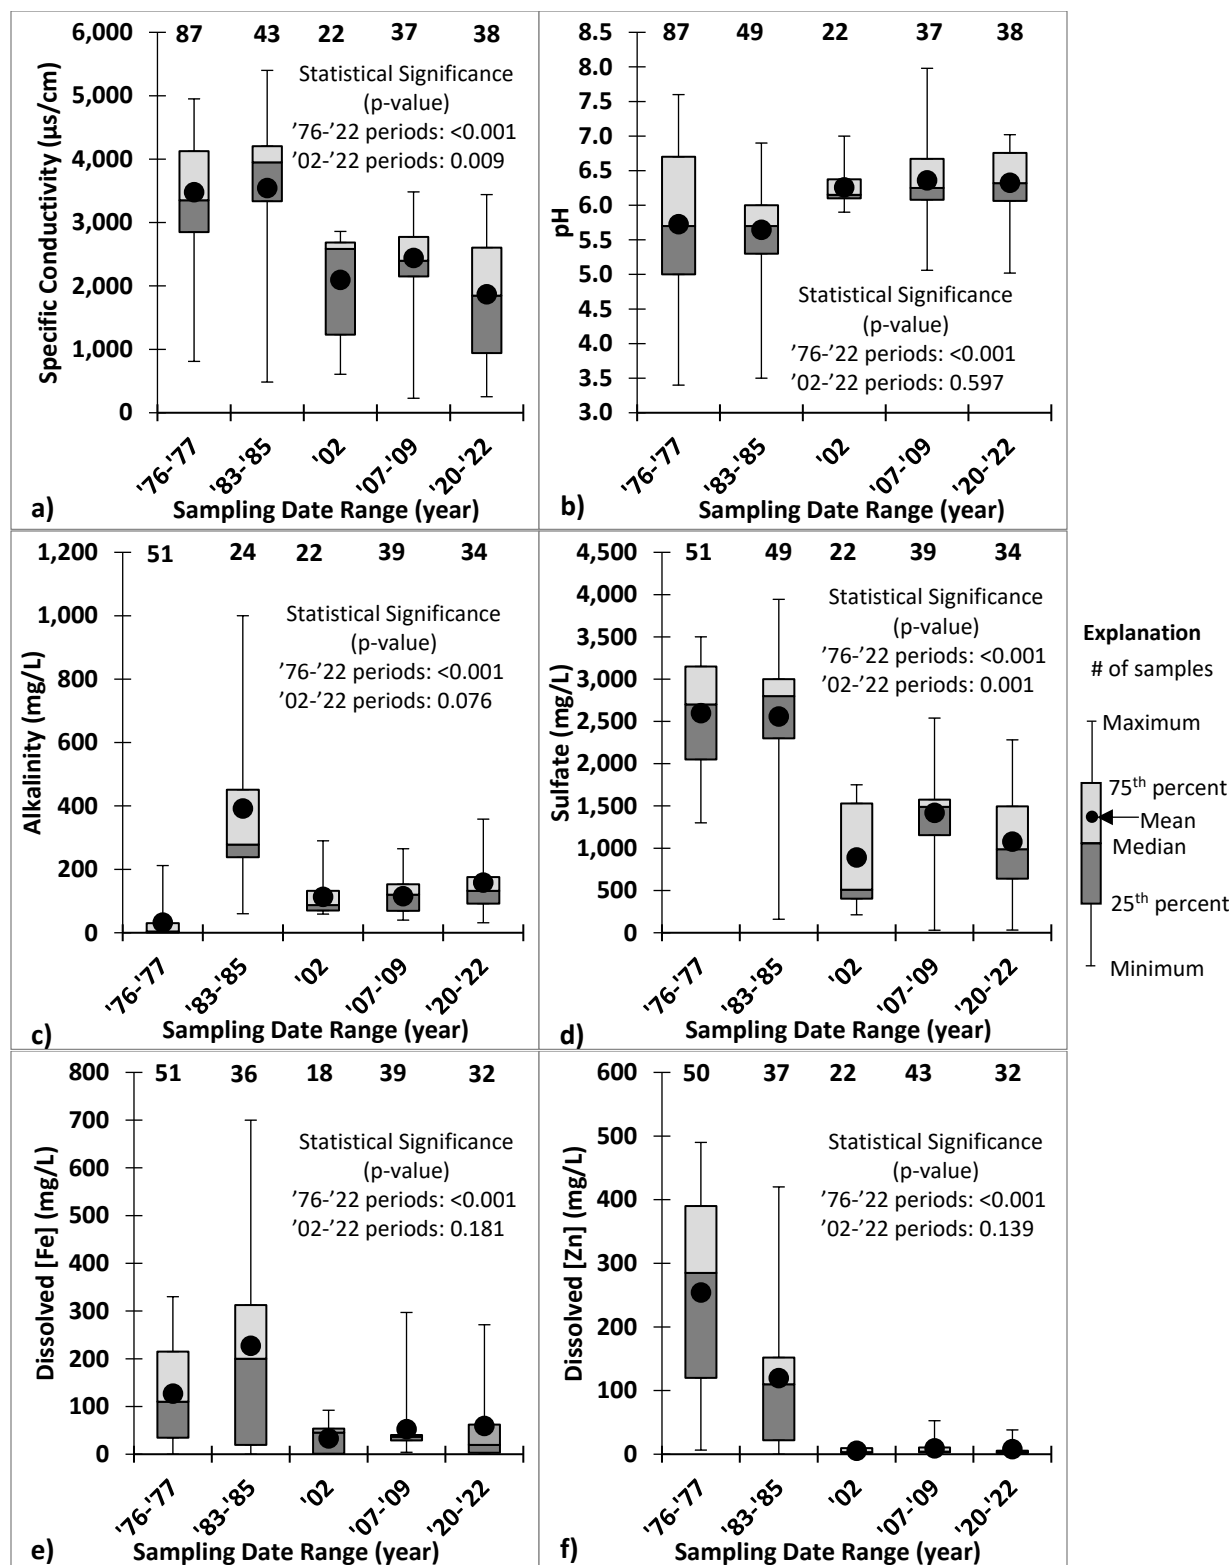 87 43 22 37 38
6,000
5,000
4,000
3,000
2,000
1,000
0
Specific Conductivity (µs/cm)
Statistical Significance
(p-value)
’76-’22 periods: <0.001
’02-’22 periods: 0.009
'76-'77 '83-'85 '02 '07-'09 '20-'22
a) Sampling Date Range (year)
87 49 22 37 38
8.5
8.0
7.5
7.0
6.5
6.0
5.5
5.0
4.5
4.0
3.5
3.0
pH
Statistical Significance
(p-value)
’76-’22 periods: <0.001
’02-’22 periods: 0.597
'76-'77 '83-'85 '02 '07-'09 '20-'22
b) Sampling Date Range (year)
51 24 22 39 34
1,200
1,000
800
600
400
200
0
Alkalinity (mg/L)
Statistical Significance
(p-value)
’76-’22 periods: <0.001
’02-’22 periods: 0.076
'76-'77 '83-'85 '02 '07-'09 '20-'22
c) Sampling Date Range (year)
51 49 22 39 34
4,500
4,000
3,500
3,000
2,500
2,000
1,500
1,000
500
0
Sulfate (mg/L)
Statistical Significance
(p-value)
’76-’22 periods: <0.001
’02-’22 periods: 0.001
'76-'77 '83-'85 '02 '07-'09 '20-'22
d) Sampling Date Range (year)
Explanation
# of samples
Maximum
75th percent
Mean
Median
25th percent
Minimum
51 36 18 39 32
800
700
600
500
400
300
200
100
0
Dissolved [Fe] (mg/L)
Statistical Significance
(p-value)
’76-’22 periods: <0.001
’02-’22 periods: 0.181
'76-'77 '83-'85 '02 '07-'09 '20-'22
e) Sampling Date Range (year)
50 37 22 43 32
600
500
400
300
200
100
0
Dissolved [Zn] (mg/L)
Statistical Significance
(p-value)
’76-’22 periods: <0.001
’02-’22 periods: 0.139
'76-'77 '83-'85 '02 '07-'09 '20-'22
f) Sampling Date Range (year)